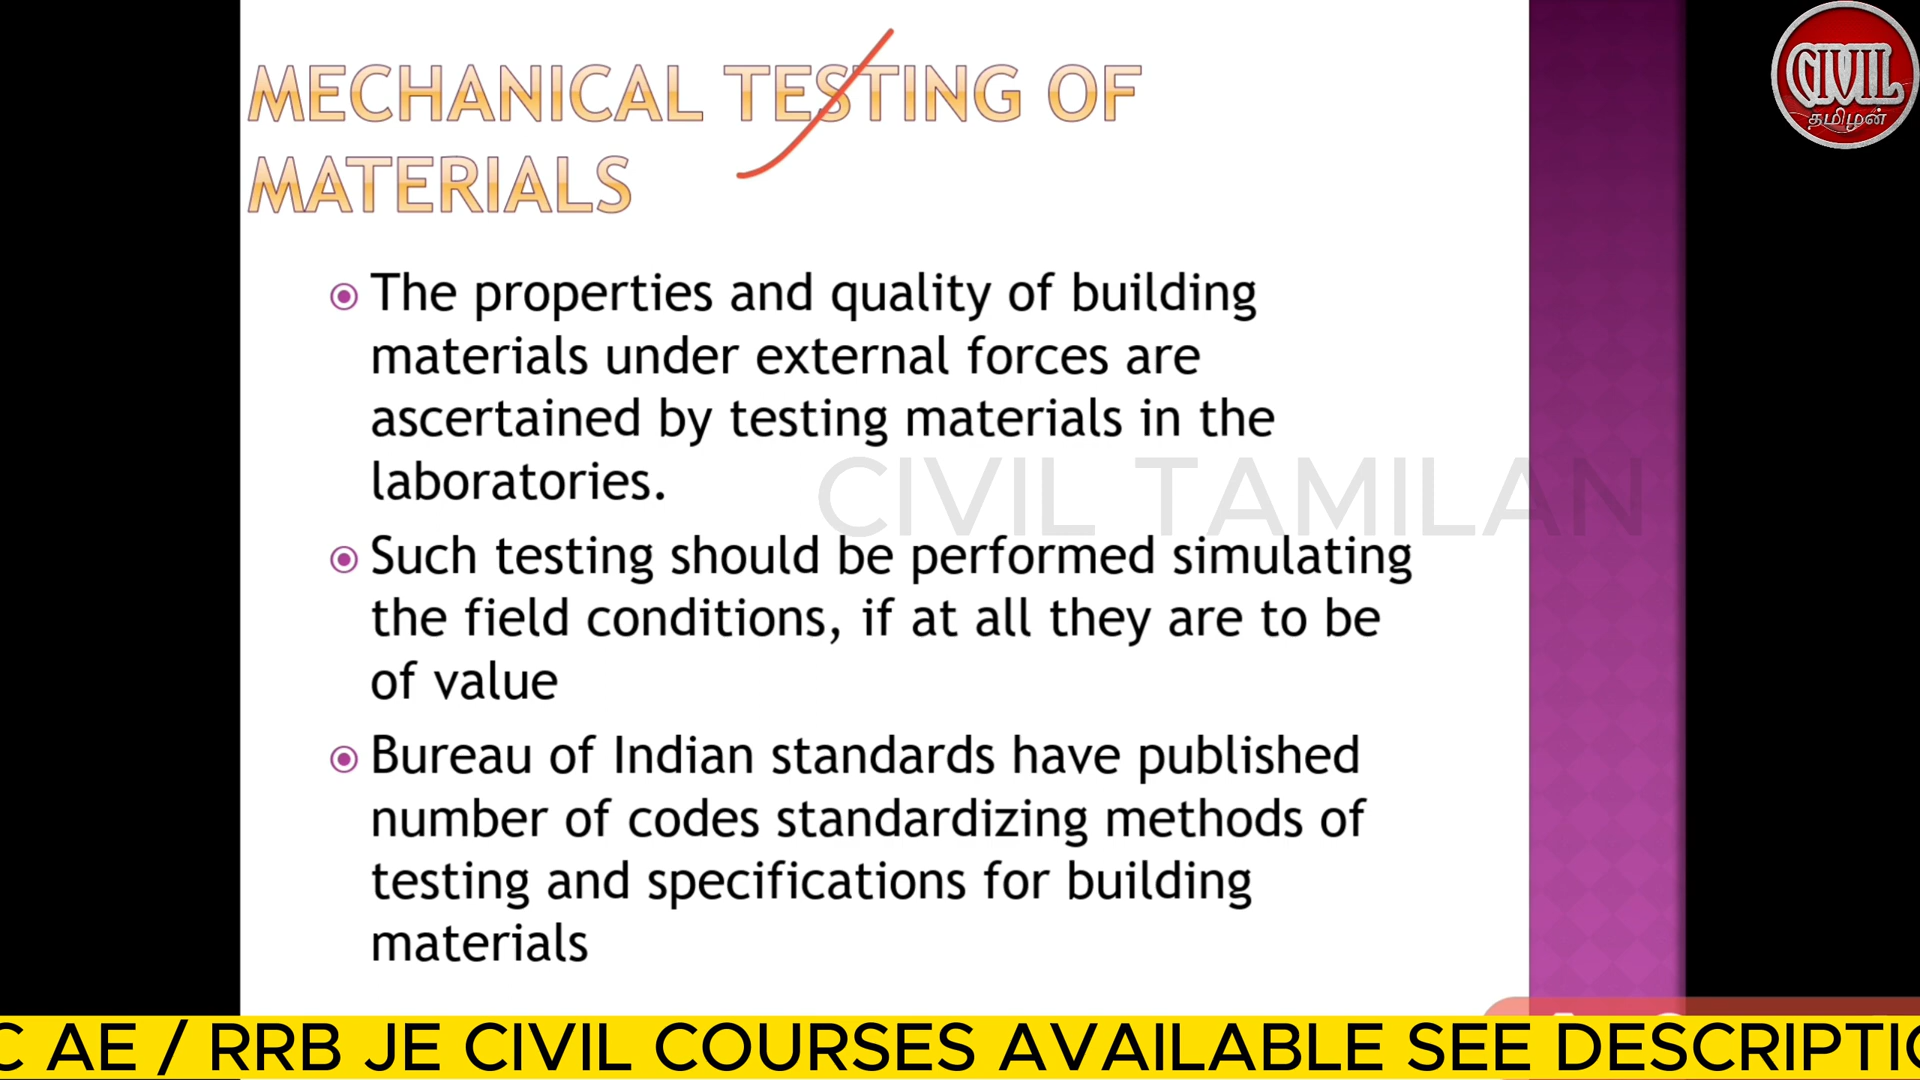 MECHANICAL TESTING OF
MATERIALS
CIVIL
தமிழன்
The properties and quality of building
materials under external forces are
ascertained by testing materials in the
laboratories.
CIVIL TAMILAN
Such testing should be performed simulating
the field conditions, if at all they are to be
of value
Bureau of Indian standards have published
number of codes standardizing methods of
testing and specifications for building
materials
C AE / RRB JE CIVIL COURSES AVAILABLE SEE DESCRIPTIO